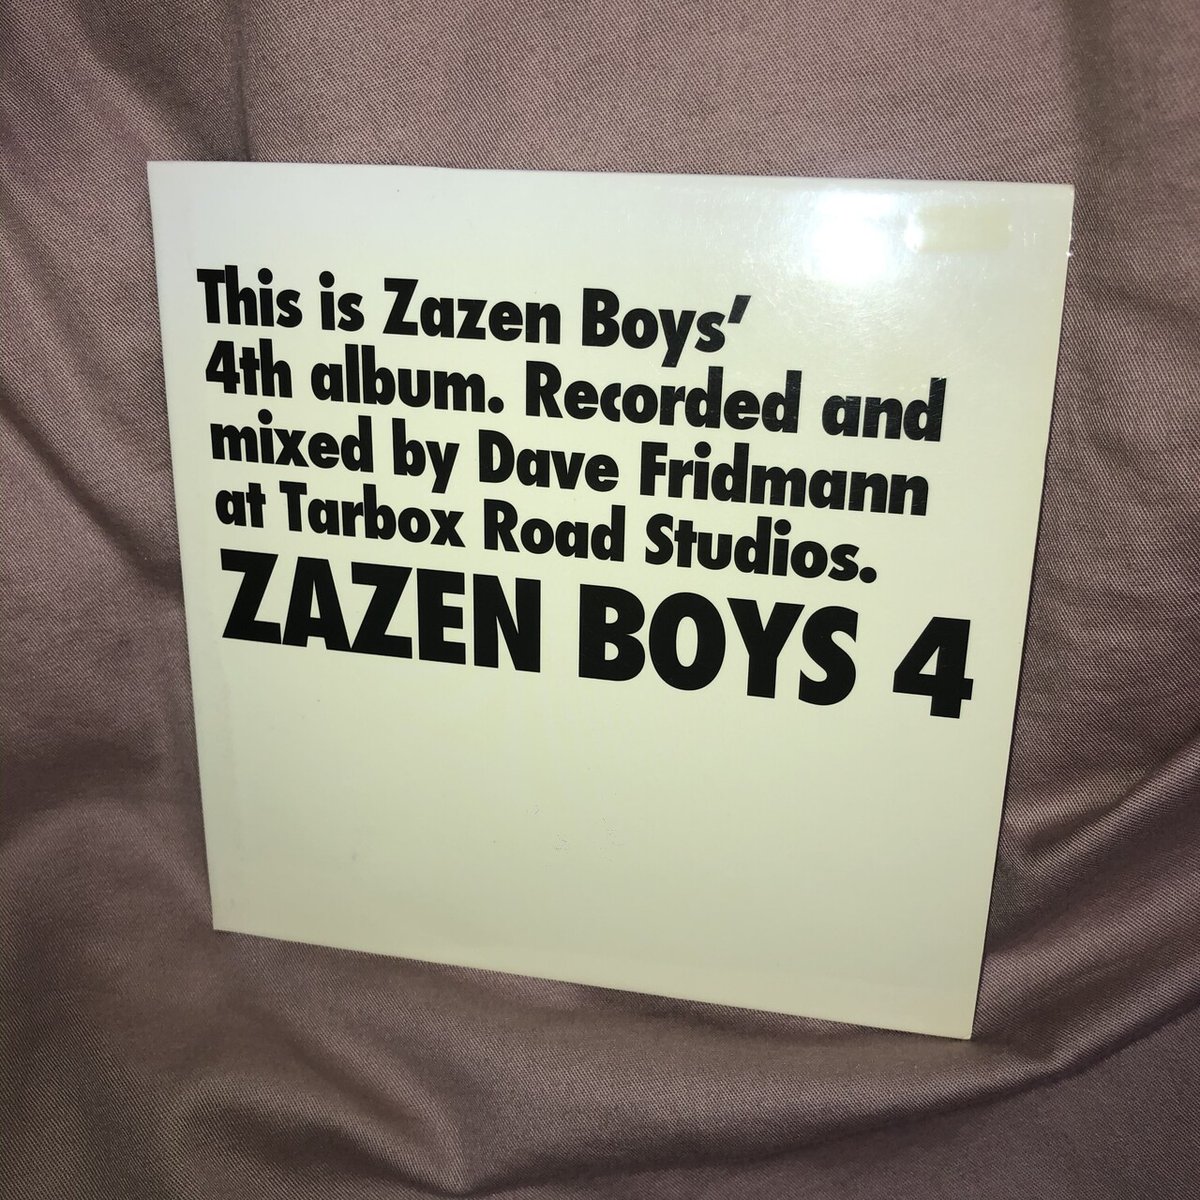 This is Zazen Boys'
4th album. Recorded and
mixed by Dave Fridmann
at Tarbox Road Studios.
ZAZEN BOYS 4